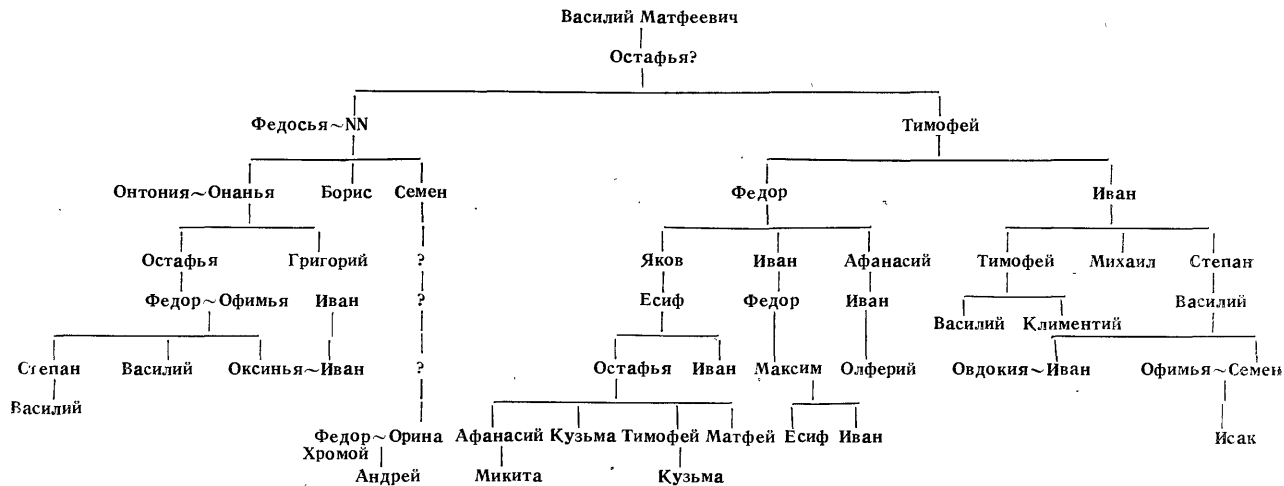 Василий Матфеевич
Остафья?
Федосья~NN Тимофей
Онтония~Онанья Борис Семен Федор Иван
Остафья Григорий ? Яков Иван Афанасий Тимофей Михаил Степан
Федор~Офимья Иван ? Есиф Федор Иван Василий
Василий Климентий
Степан Василий Оксинья~Иван ? Остафья Иван Максим Олферий Овдокия~Иван Офимья~Семен
Василий
Федор~Орина Афанасий Кузьма Тимофей Матфей Есиф Иван Исак
Хромой
Андрей Микита Кузьма